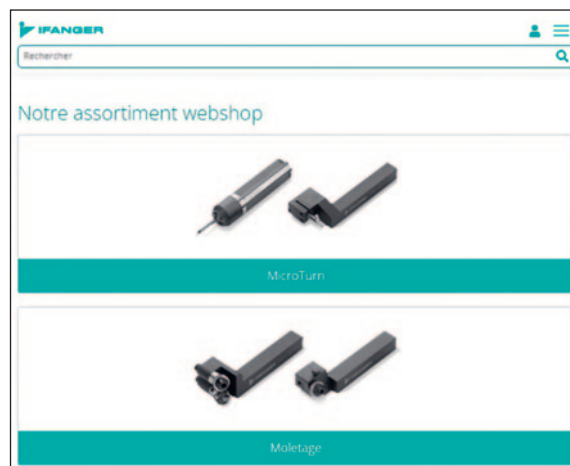 IFANGER
Rechercher
Notre assortiment webshop
MicroTurn
Moletage